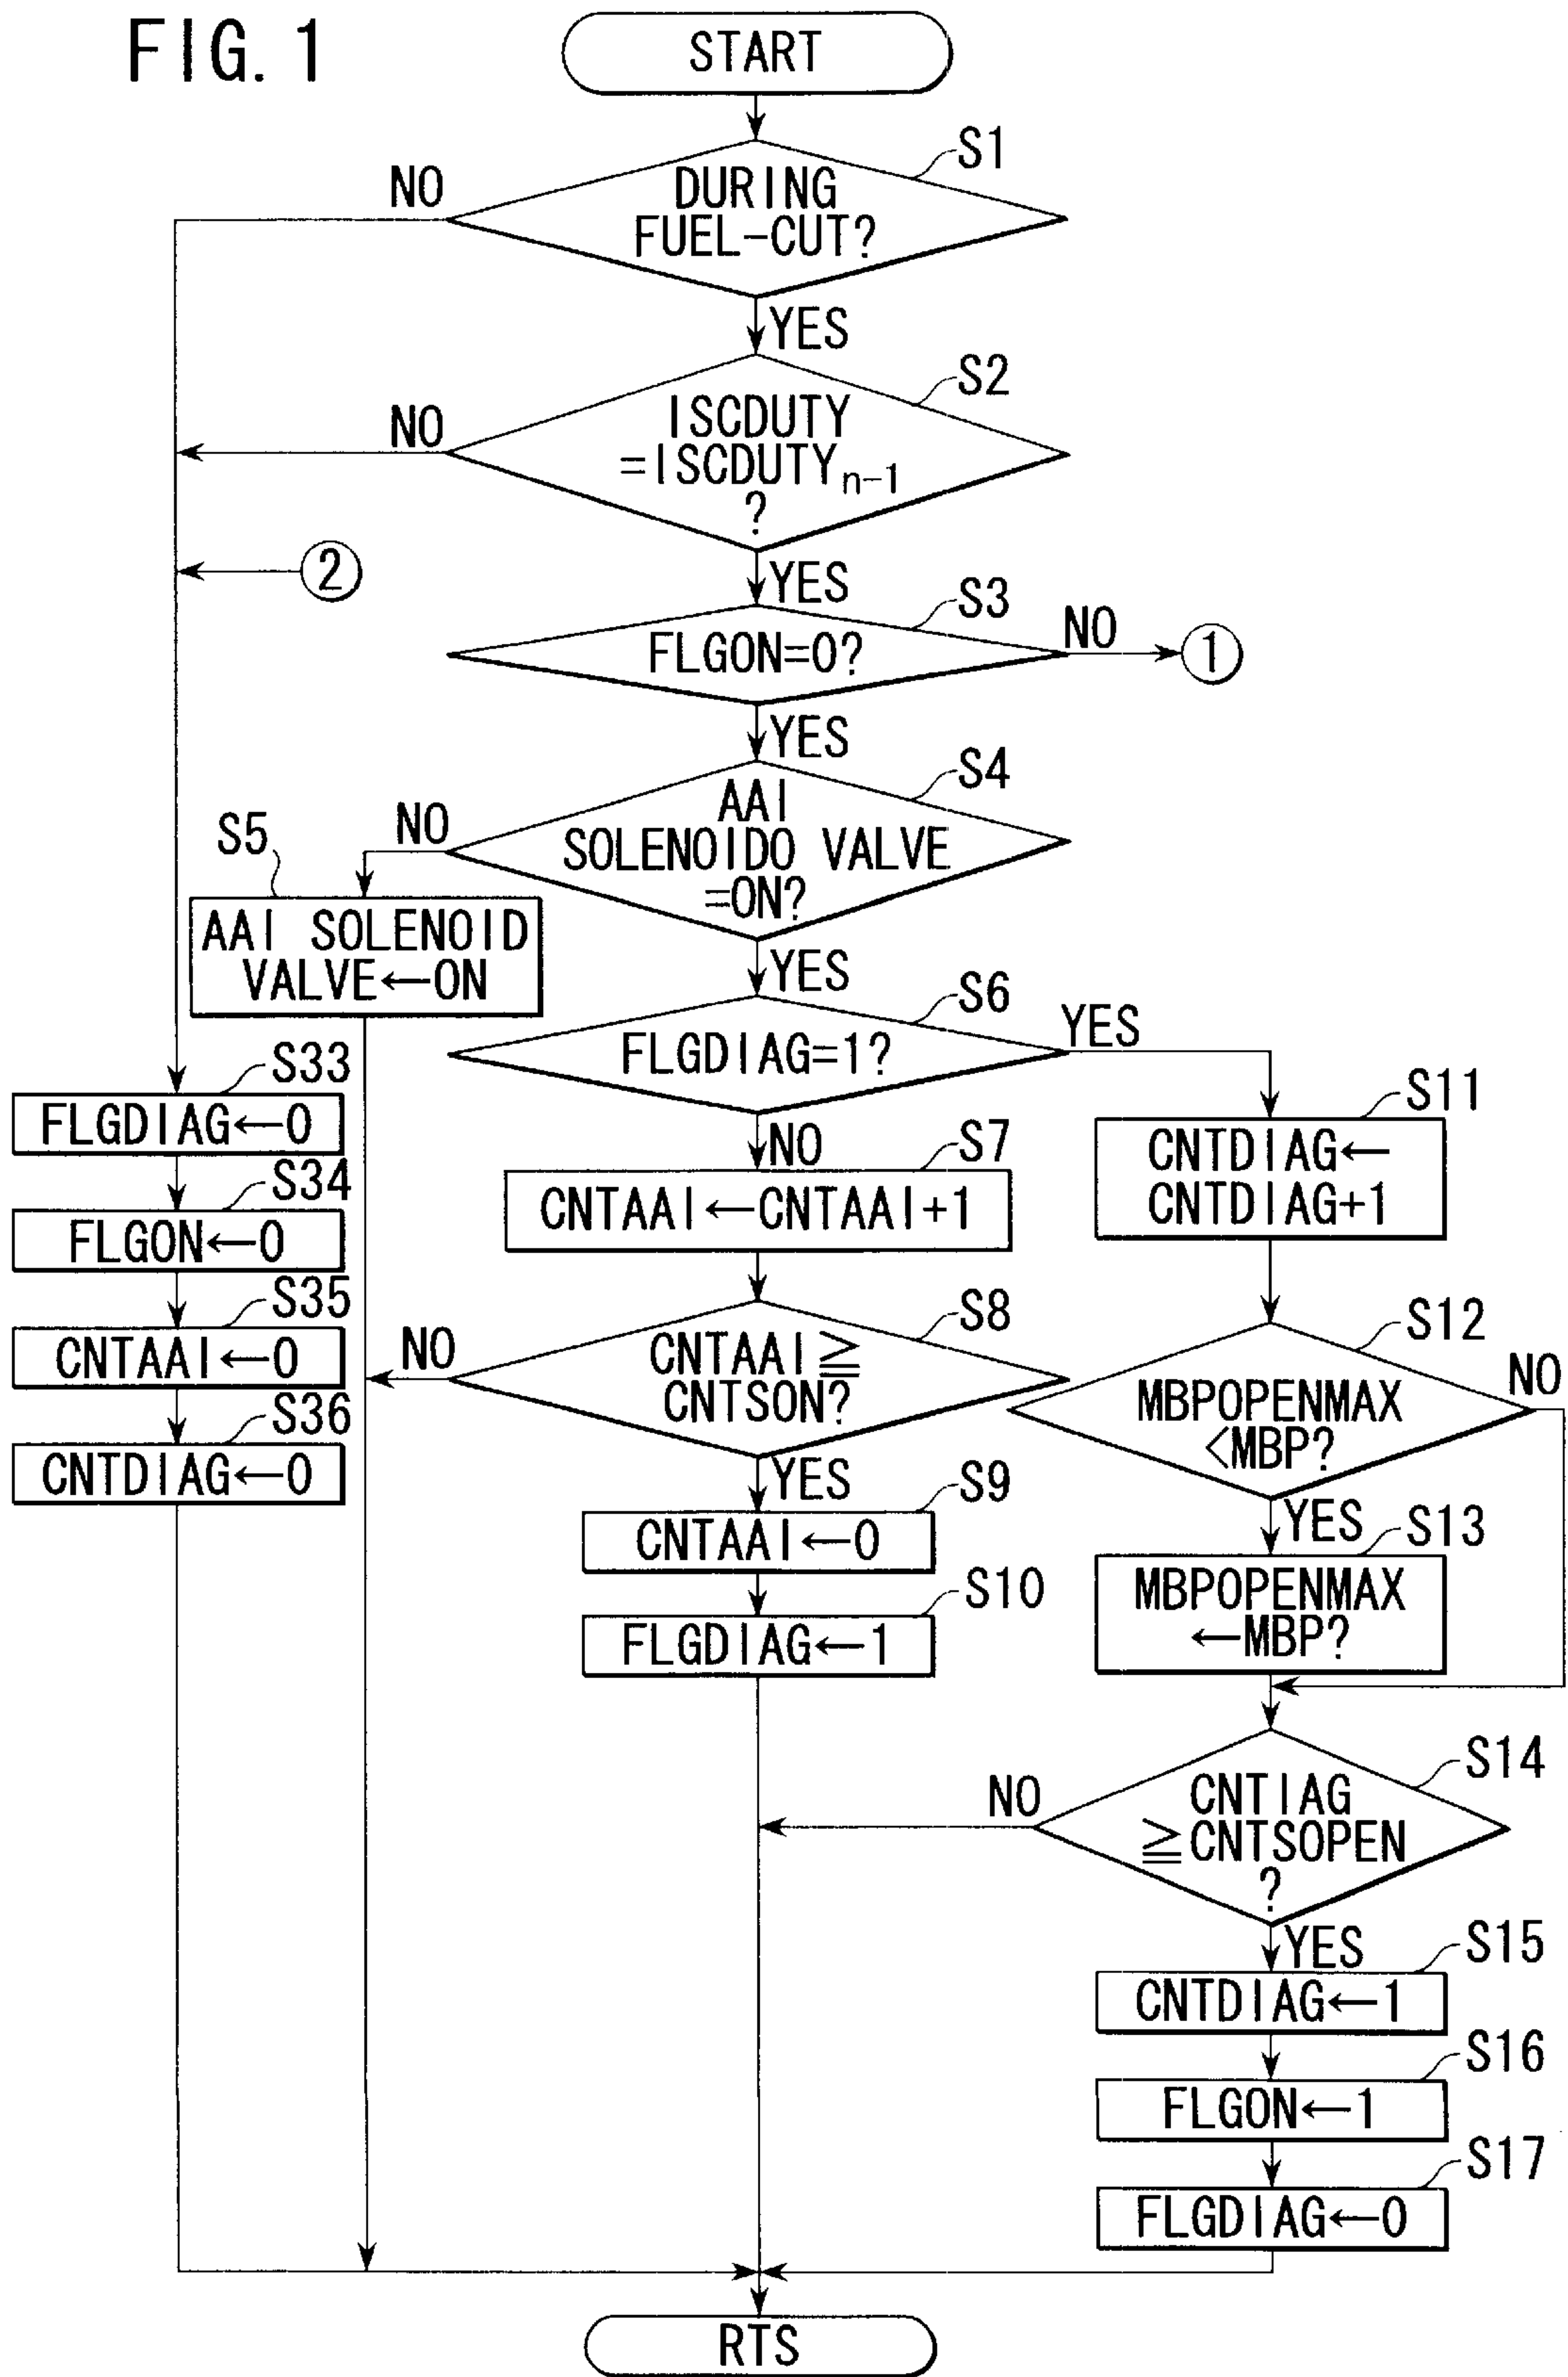 FIG. 1
START
S1
DURING
FUEL-CUT?
NO
YES
S2
ISCDUTY
=ISCDUTYn-1
?
NO
YES
2
S3
FLGON=0?
NO
1
YES
S4
AAI
SOLENOIDO VALVE
=ON?
NO
YES
S5
AAI SOLENOID
VALVE←ON
S6
FLGDIAG=1?
YES
NO
S7
CNTAAI←CNTAAI+1
S8
CNTAAI≧
CNTSON?
NO
YES
S9
CNTAAI←0
S10
FLGDIAG←1
S11
CNTDIAG←
CNTDIAG+1
S12
MBPOPENMAX
<MBP?
NO
YES
S13
MBPOPENMAX
←MBP?
S14
CNTIAG
≧CNTSOPEN
?
NO
YES
S15
CNTDIAG←1
S16
FLGON←1
S17
FLGDIAG←0
S33
FLGDIAG←0
S34
FLGON←0
S35
CNTAAI←0
S36
CNTDIAG←0
RTS